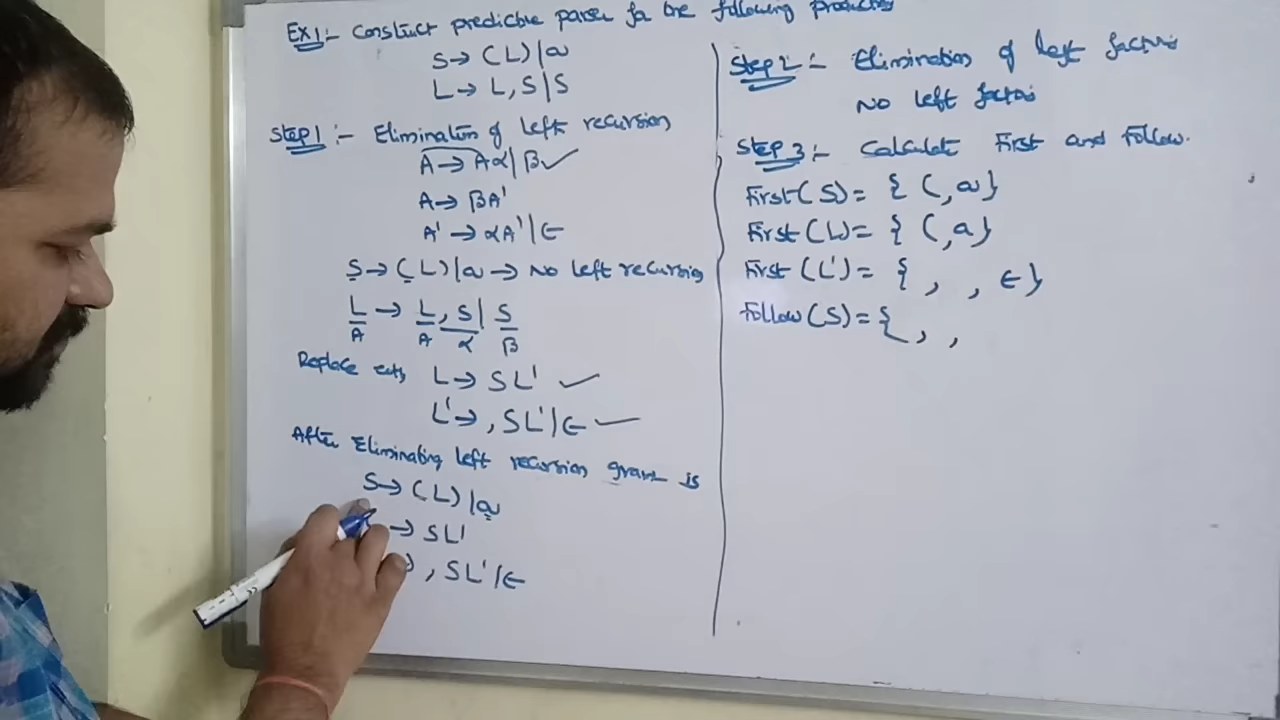 Ex1:- Construct predictive parser for the following productions
S→ (L)|a
L→ L,S|S
Step1:- Elimination of left recursion
A→Aα|β✓
A→βA'
A'→αA'|ε
S→(L)|a→ No left recursion
L → L,S| S
A A α β
Replace with L→ SL' ✓
L'→ ,SL'|ε ✓
After Eliminating left recursion gramr is
S→(L)|a
→ SL'
, SL'|ε
Step2:- Elimination of left factoring
No left factoring
Step3:- Calculate First and Follow.
First(S)= { (,a}
First(L)= { (,a}
First(L')= { , , ε}
Follow(S)={ , ,